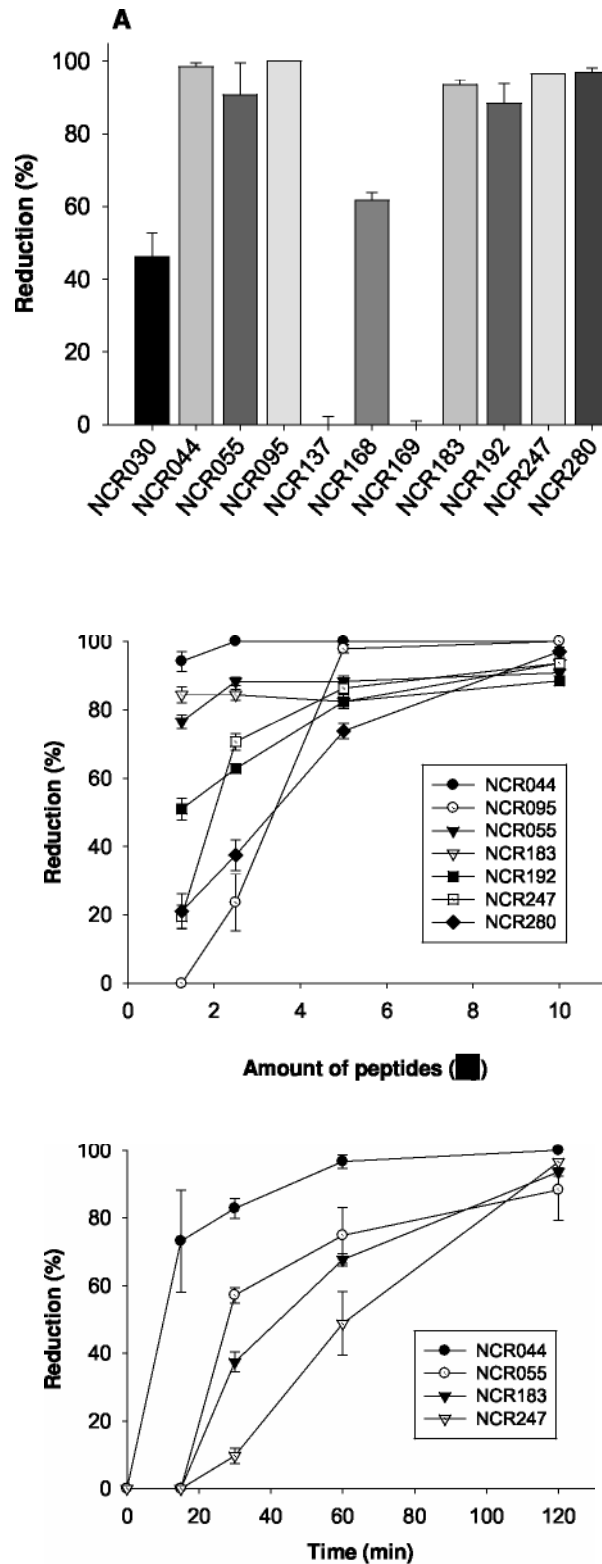 A
Reduction (%)
100
80
60
40
20
0
NCR030
NCR044
NCR055
NCR095
NCR137
NCR168
NCR169
NCR183
NCR192
NCR247
NCR280
Reduction (%)
100
80
60
40
20
0
NCR044
NCR095
NCR055
NCR183
NCR192
NCR247
NCR280
0 2 4 6 8 10
Amount of peptides ( )
Reduction (%)
100
80
60
40
20
0
NCR044
NCR055
NCR183
NCR247
0 20 40 60 80 100 120
Time (min)